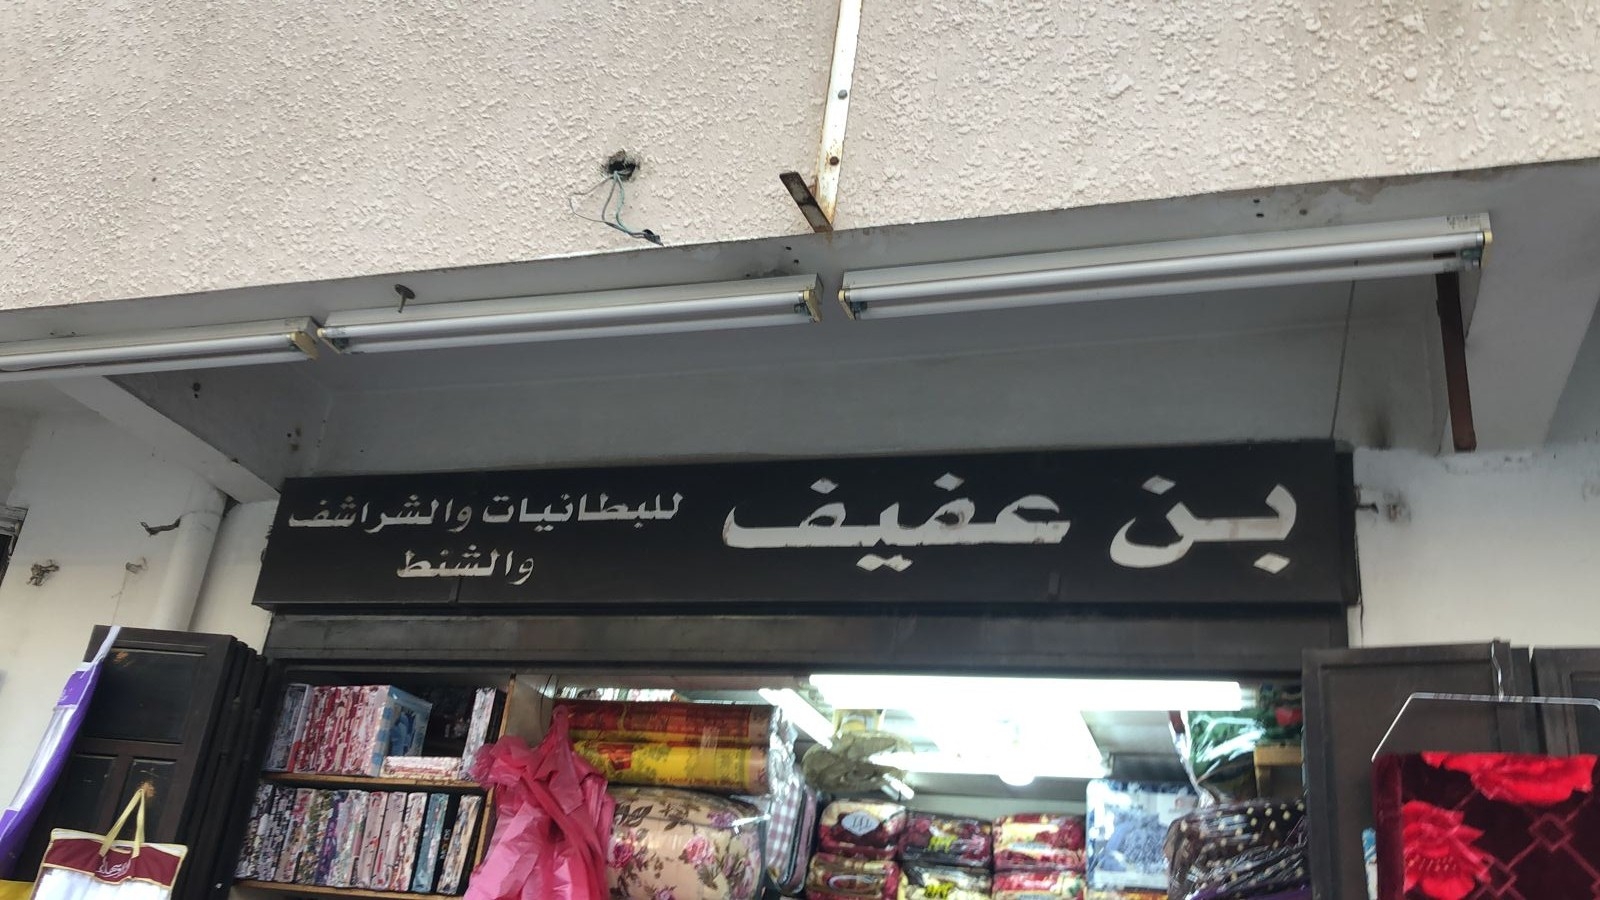 بن عفيف
للبطانيات والشراشف
والشنط